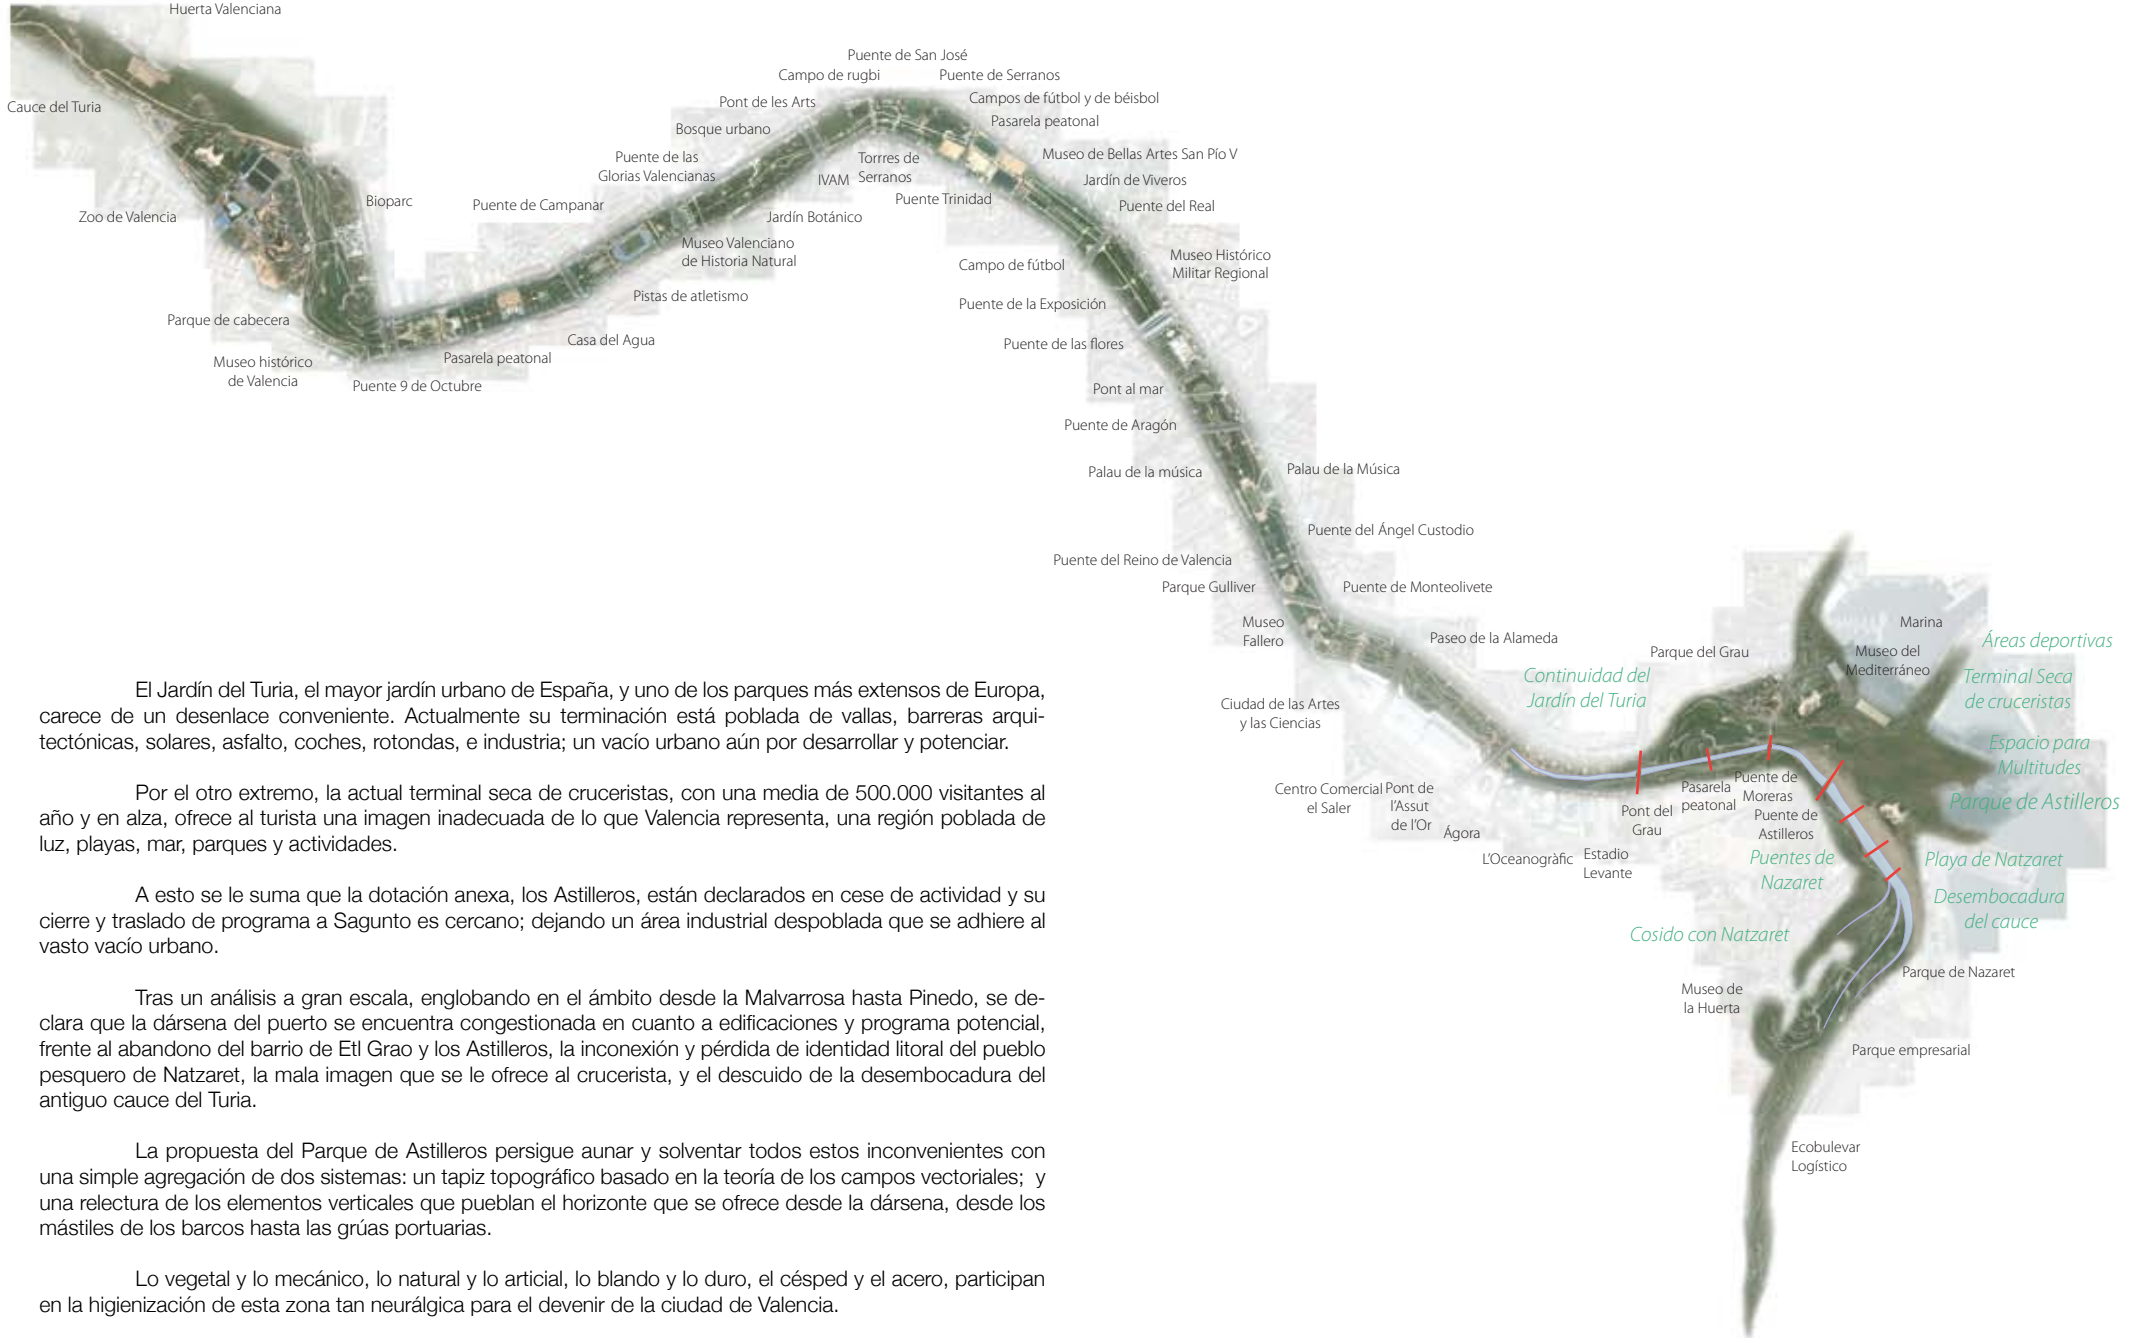 Huerta Valenciana
Cauce del Turia
Zoo de Valencia
Bioparc
Parque de cabecera
Museo histórico
de Valencia
Puente 9 de Octubre
Pasarela peatonal
Casa del Agua
Puente de Campanar
Pistas de atletismo
Museo Valenciano
de Historia Natural
Puente de las
Glorias Valencianas
Jardín Botánico
Bosque urbano
Pont de les Arts
IVAM
Campo de rugbi
Puente de San José
Torrres de
Serranos
Puente de Serranos
Campos de fútbol y de béisbol
Pasarela peatonal
Puente Trinidad
Museo de Bellas Artes San Pío V
Jardín de Viveros
Puente del Real
Campo de fútbol
Museo Histórico
Militar Regional
Puente de la Exposición
Puente de las flores
Pont al mar
Puente de Aragón
Palau de la música
Palau de la Música
Puente del Ángel Custodio
Puente del Reino de Valencia
Parque Gulliver
Puente de Monteolivete
Museo
Fallero
Paseo de la Alameda
Ciudad de las Artes
y las Ciencias
Centro Comercial
el Saler
Pont de
l'Assut
de l'Or
Ágora
L'Oceanogràfic
Estadio
Levante
Continuidad del
Jardín del Turia
Parque del Grau
Pont del
Grau
Pasarela
peatonal
Puente de
Moreras
Puente de
Astilleros
Puentes de
Nazaret
Marina
Museo del
Mediterráneo
Áreas deportivas
Terminal Seca
de cruceristas
Espacio para
Multitudes
Parque de Astilleros
Playa de Natzaret
Desembocadura
del cauce
Cosido con Natzaret
Parque de Nazaret
Museo de
la Huerta
Parque empresarial
Ecobulevar
Logístico
El Jardín del Turia, el mayor jardín urbano de España, y uno de los parques más extensos de Europa,
carece de un desenlace conveniente. Actualmente su terminación está poblada de vallas, barreras arqui-
tectónicas, solares, asfalto, coches, rotondas, e industria; un vacío urbano aún por desarrollar y potenciar.
Por el otro extremo, la actual terminal seca de cruceristas, con una media de 500.000 visitantes al
año y en alza, ofrece al turista una imagen inadecuada de lo que Valencia representa, una región poblada de
luz, playas, mar, parques y actividades.
A esto se le suma que la dotación anexa, los Astilleros, están declarados en cese de actividad y su
cierre y traslado de programa a Sagunto es cercano; dejando un área industrial despoblada que se adhiere al
vasto vacío urbano.
Tras un análisis a gran escala, englobando en el ámbito desde la Malvarrosa hasta Pinedo, se de-
clara que la dársena del puerto se encuentra congestionada en cuanto a edificaciones y programa potencial,
frente al abandono del barrio de Etl Grao y los Astilleros, la inconexión y pérdida de identidad litoral del pueblo
pesquero de Natzaret, la mala imagen que se le ofrece al crucerista, y el descuido de la desembocadura del
antiguo cauce del Turia.
La propuesta del Parque de Astilleros persigue aunar y solventar todos estos inconvenientes con
una simple agregación de dos sistemas: un tapiz topográfico basado en la teoría de los campos vectoriales; y
una relectura de los elementos verticales que pueblan el horizonte que se ofrece desde la dársena, desde los
mástiles de los barcos hasta las grúas portuarias.
Lo vegetal y lo mecánico, lo natural y lo articial, lo blando y lo duro, el césped y el acero, participan
en la higienización de esta zona tan neurálgica para el devenir de la ciudad de Valencia.